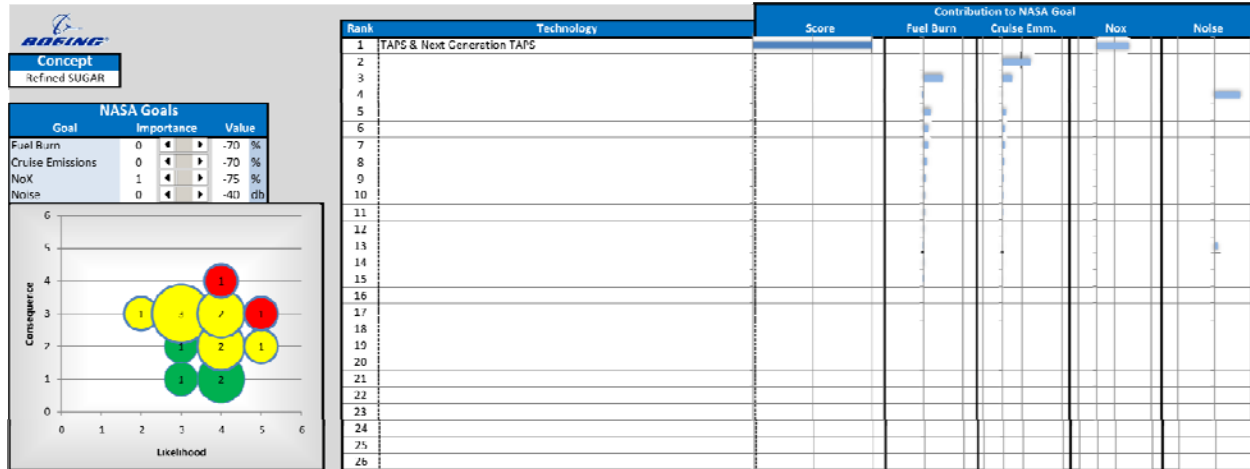 BOEING®
Concept
Refined SUGAR
NASA Goals
Goal Importance Value
Fuel Burn 0 -70 %
Cruise Emissions 0 -70 %
NoX 1 -75 %
Noise 0 -40 db
6
5
4
3
2
1
0
0 1 2 3 4 5 6
Consequence
Likelihood
1
1 3 2 1
1 2 1
1 2
Contribution to NASA Goal
Rank Technology Score Fuel Burn Cruise Emm. Nox Noise
1 TAPS & Next Generation TAPS
2
3
4
5
6
7
8
9
10
11
12
13
14
15
16
17
18
19
20
21
22
23
24
25
26